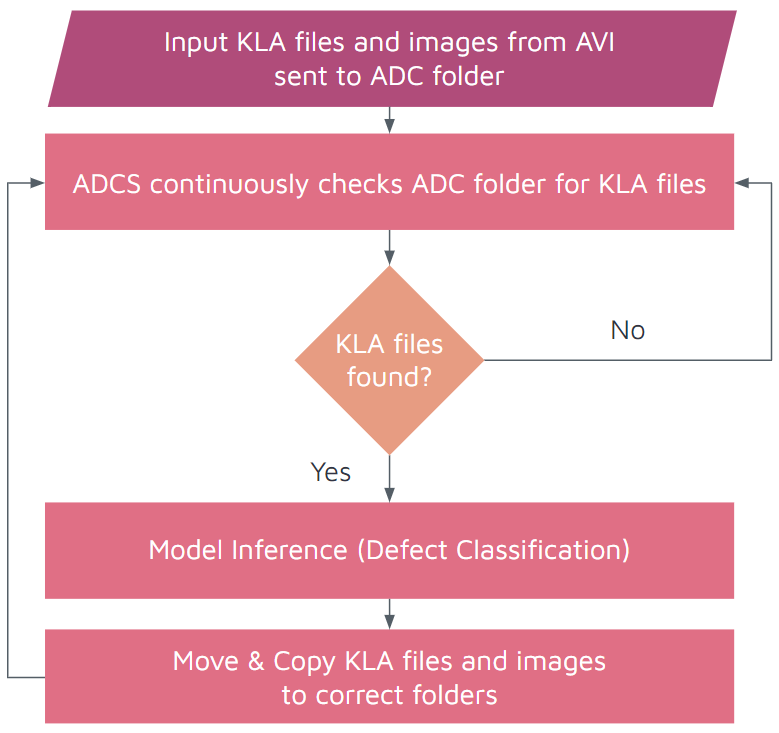 Input KLA files and images from AVI
sent to ADC folder
ADCS continuously checks ADC folder for KLA files
KLA files
found?
No
Yes
Model Inference (Defect Classification)
Move & Copy KLA files and images
to correct folders